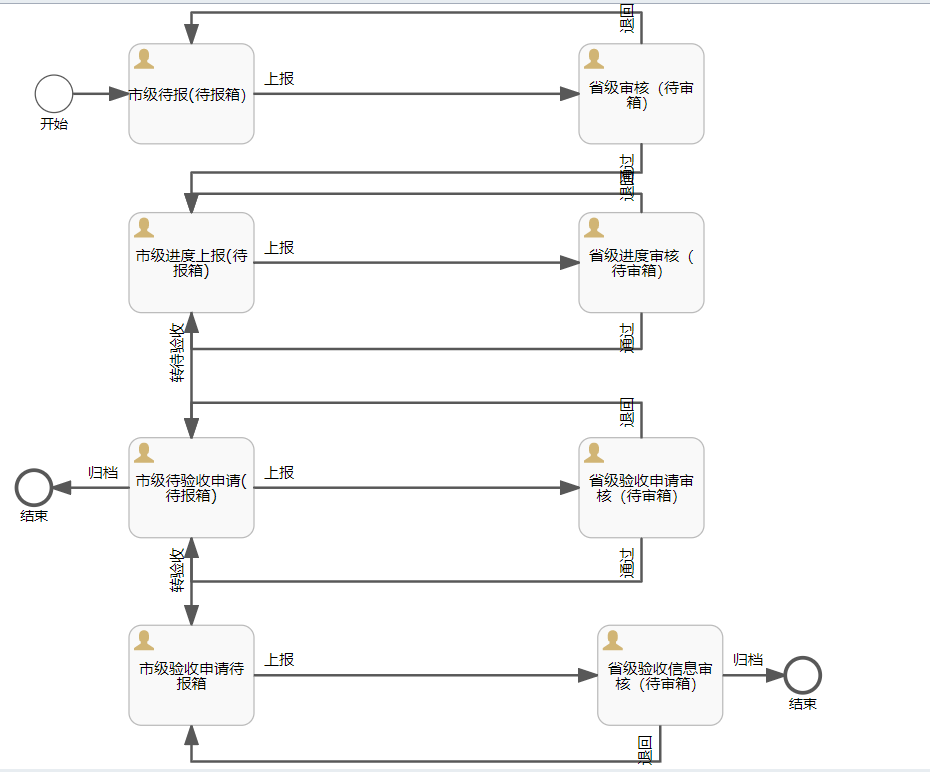 退回
上报
市级待报(待报箱)
省级审核（待审
箱）
开始
通过
退回
上报
市级进度上报(待
报箱)
省级进度审核（
待审箱）
转待验收
通过
退回
归档
上报
市级待验收申请(
待报箱)
省级验收申请审
核（待审箱）
结束
转验收
通过
上报
归档
市级验收申请待
报箱
省级验收信息审
核（待审箱）
结束
退回